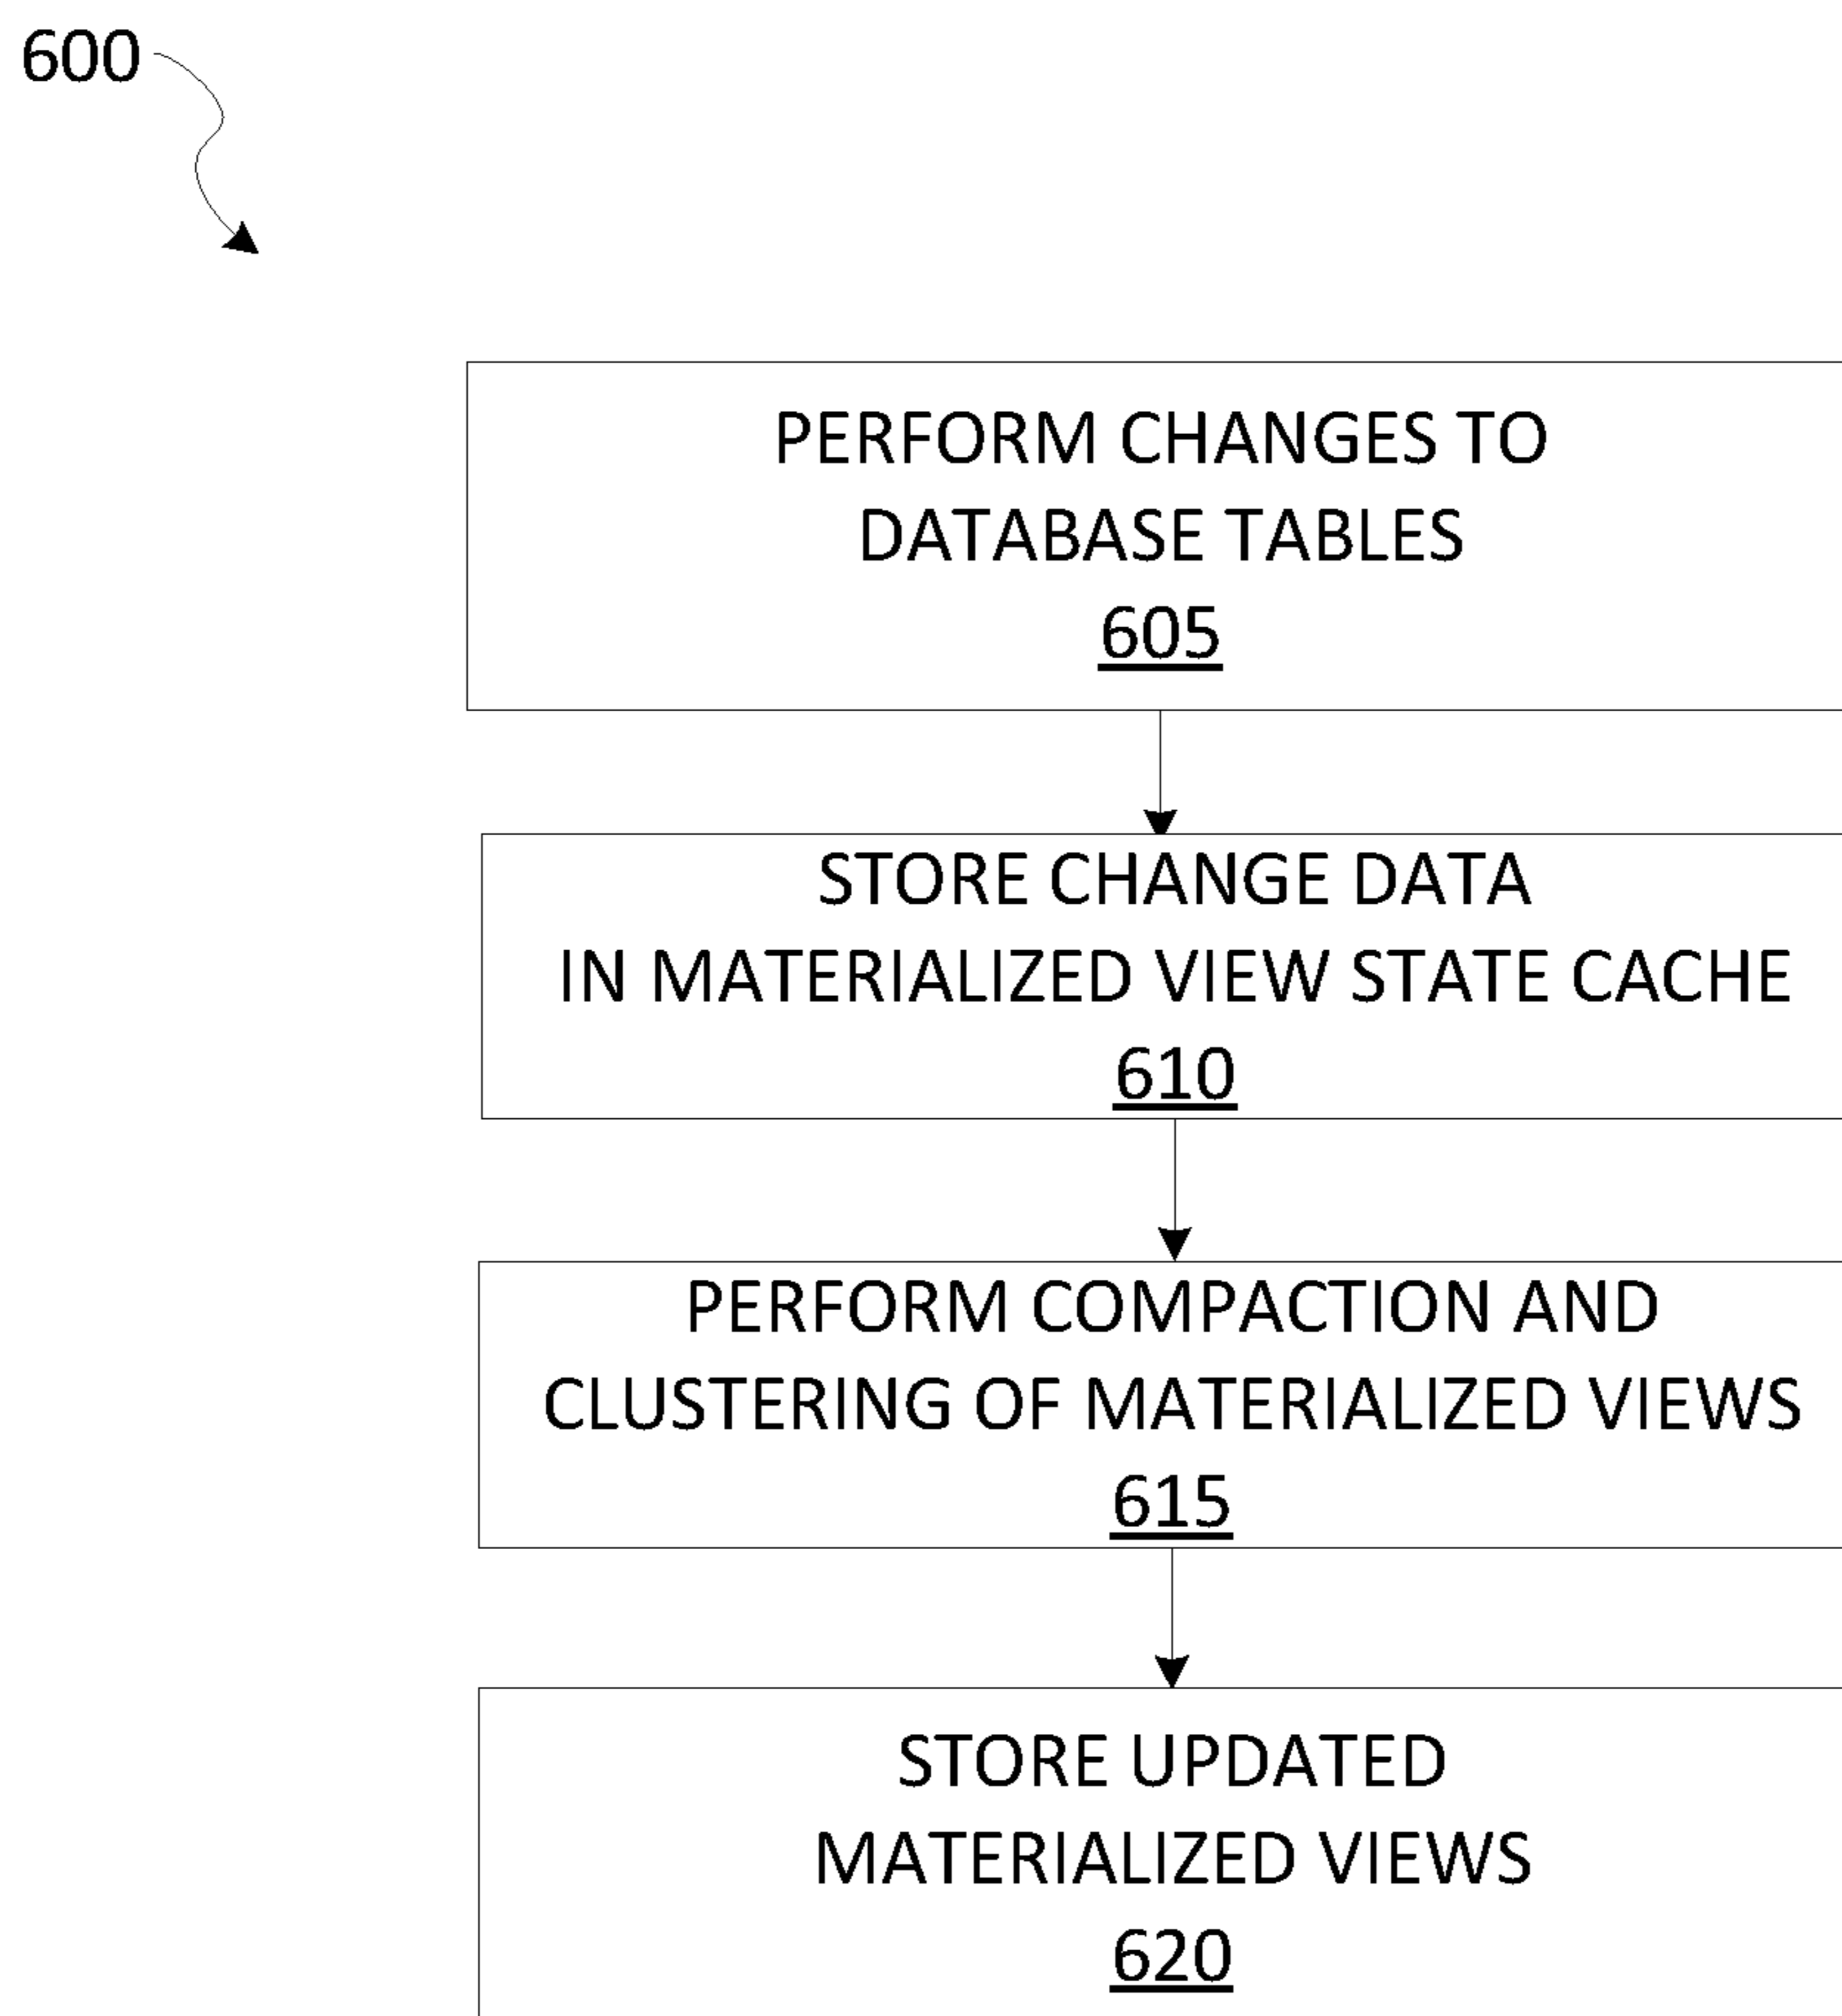 600
PERFORM CHANGES TO
DATABASE TABLES
605
STORE CHANGE DATA
IN MATERIALIZED VIEW STATE CACHE
610
PERFORM COMPACTION AND
CLUSTERING OF MATERIALIZED VIEWS
615
STORE UPDATED
MATERIALIZED VIEWS
620